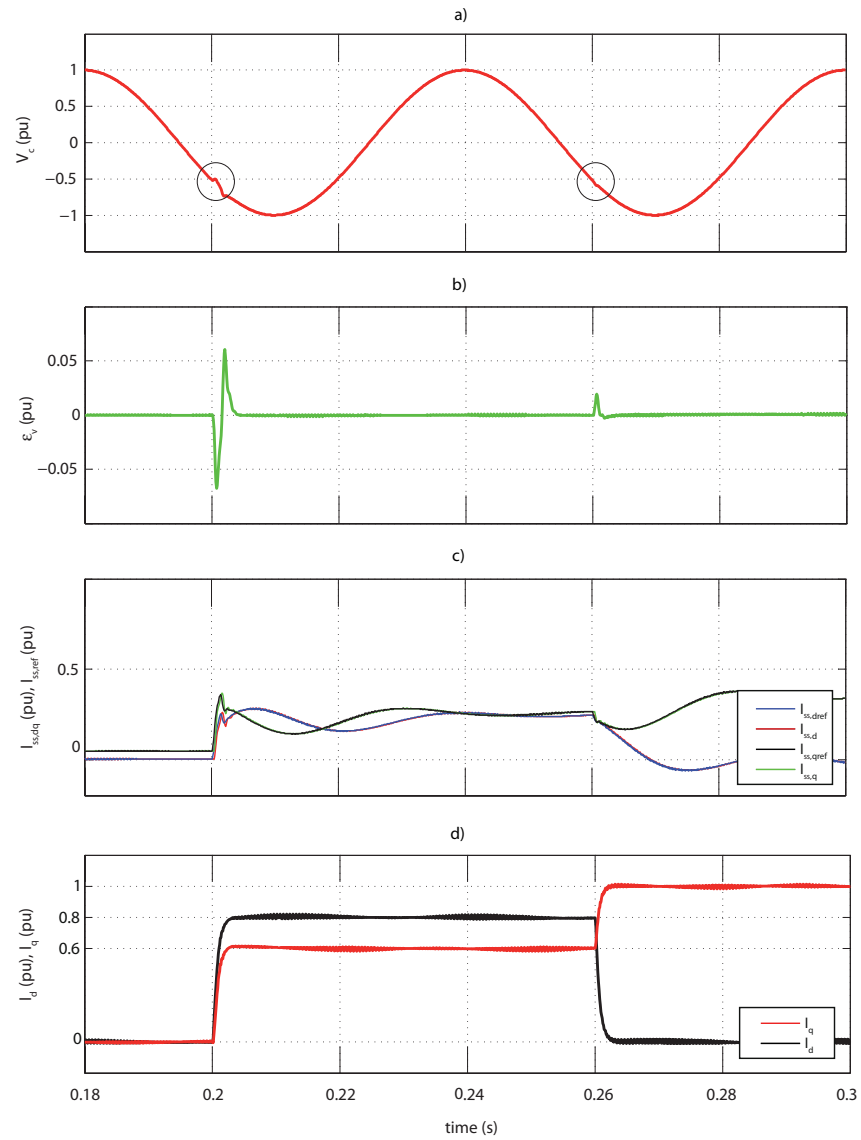 a)
1
0.5
0
−0.5
−1
V_c (pu)
b)
0.05
0
−0.05
ε_v (pu)
c)
0.5
0
I_ss,dq (pu), I_ss,ref (pu)
I_ss,dref
I_ss,d
I_ss,qref
I_ss,q
d)
1
0.8
0.6
0
I_d (pu), I_q (pu)
I_q
I_d
0.18 0.2 0.22 0.24 0.26 0.28 0.3
time (s)